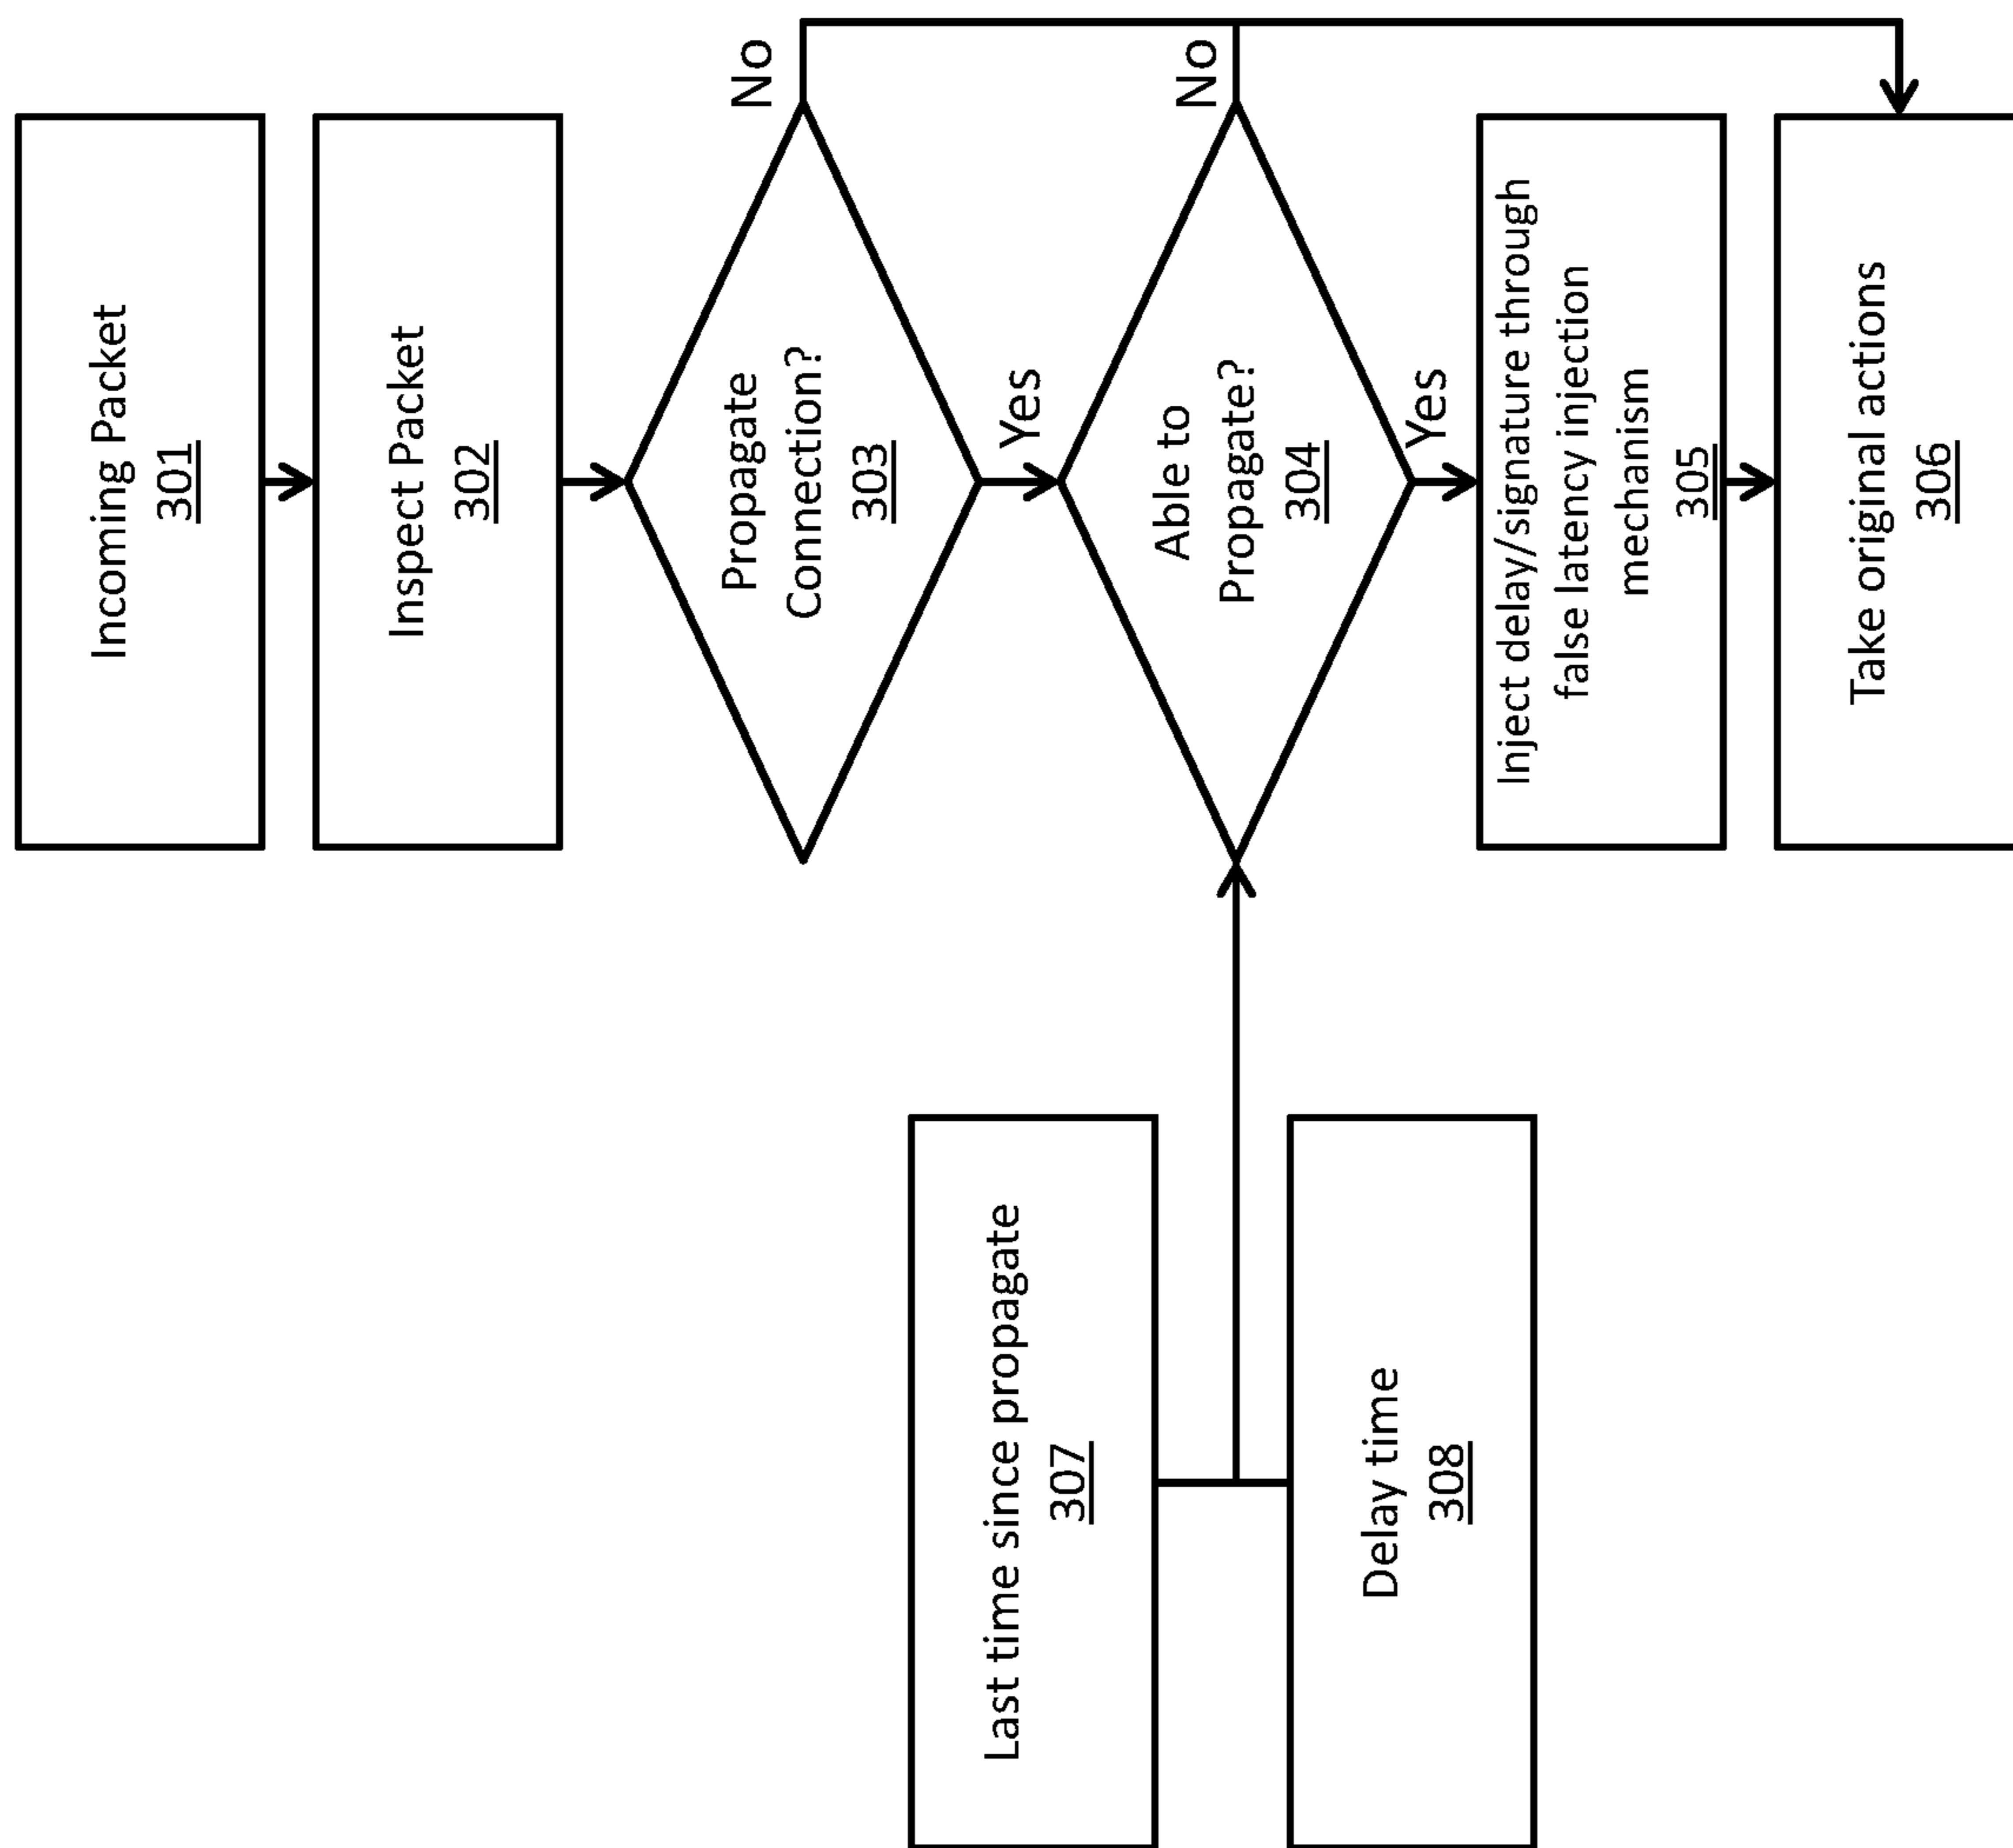 Incoming Packet
301
Inspect Packet
302
No
Propagate
Connection?
303
Yes
No
Able to
Propagate?
304
Yes
Inject delay/signature through
false latency injection
mechanism
305
Take original actions
306
Last time since propagate
307
Delay time
308